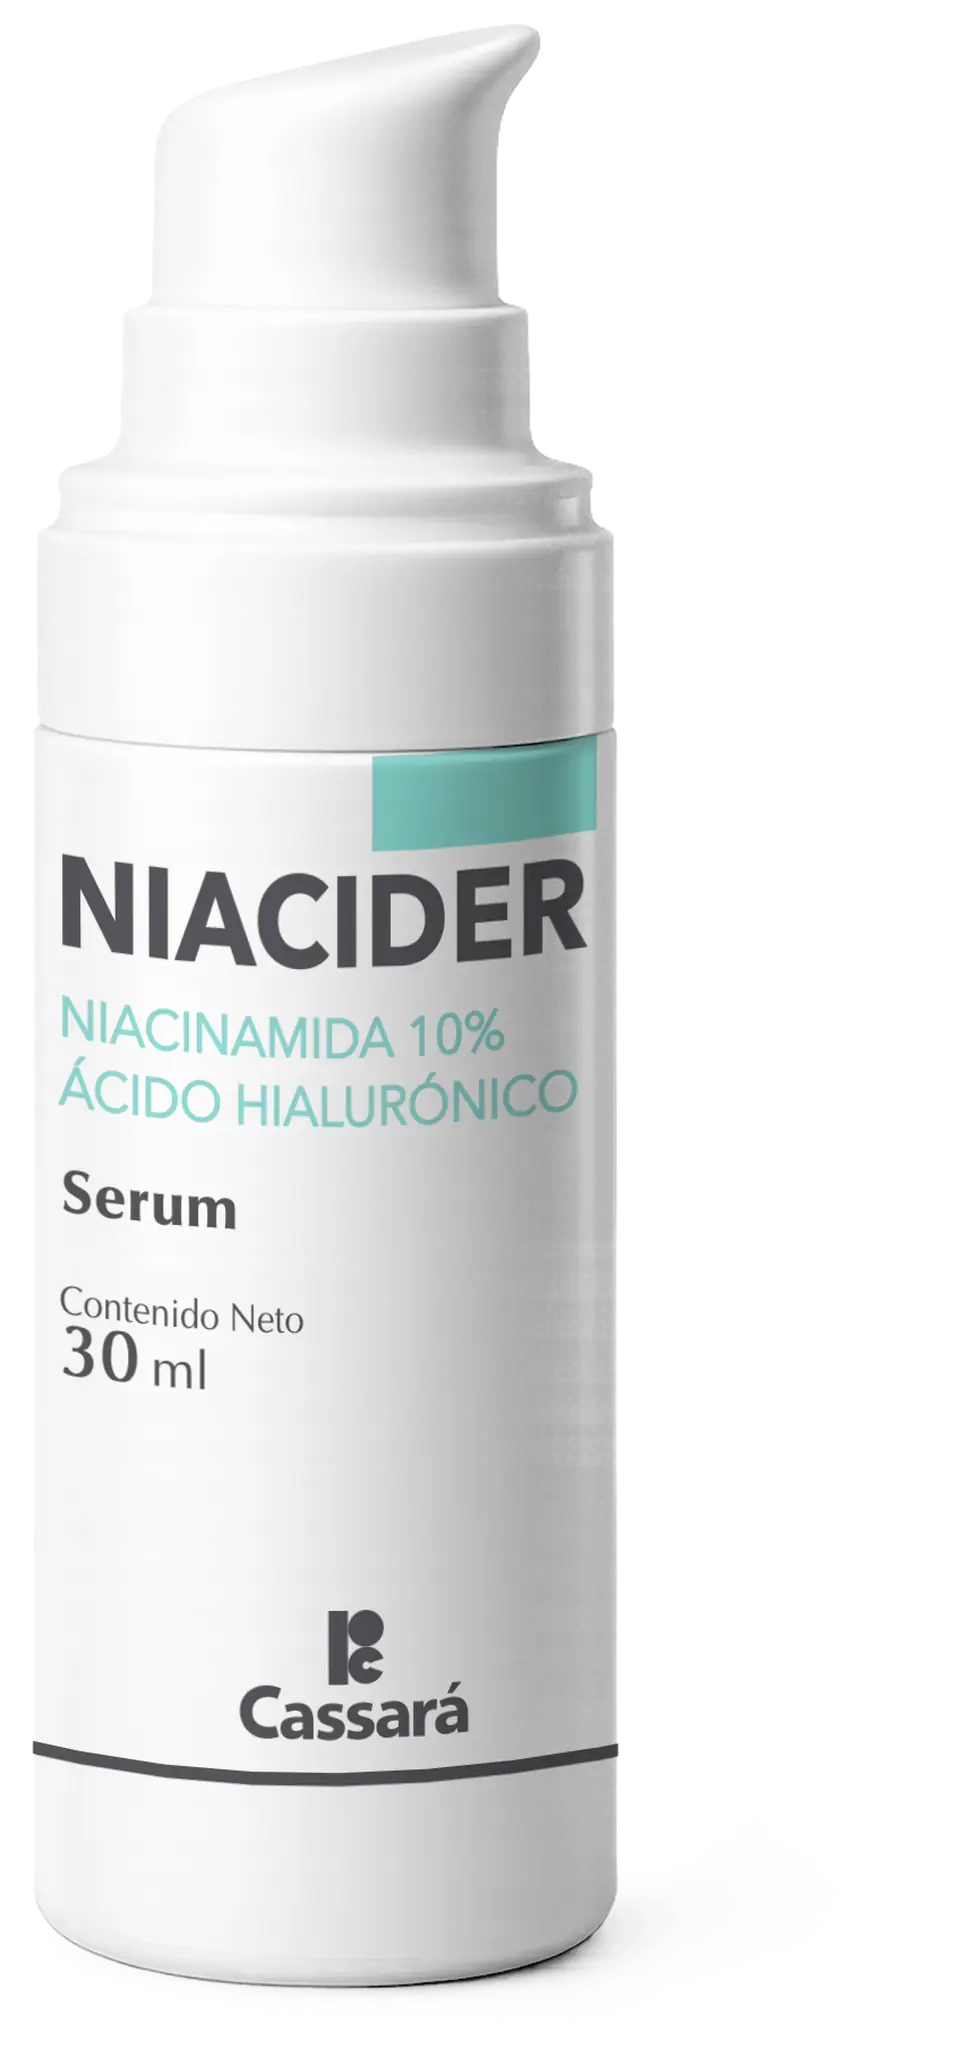 NIACIDER
NIACINAMIDA 10%
ÁCIDO HIALURÓNICO
Serum
Contenido Neto
30 ml
Cassará